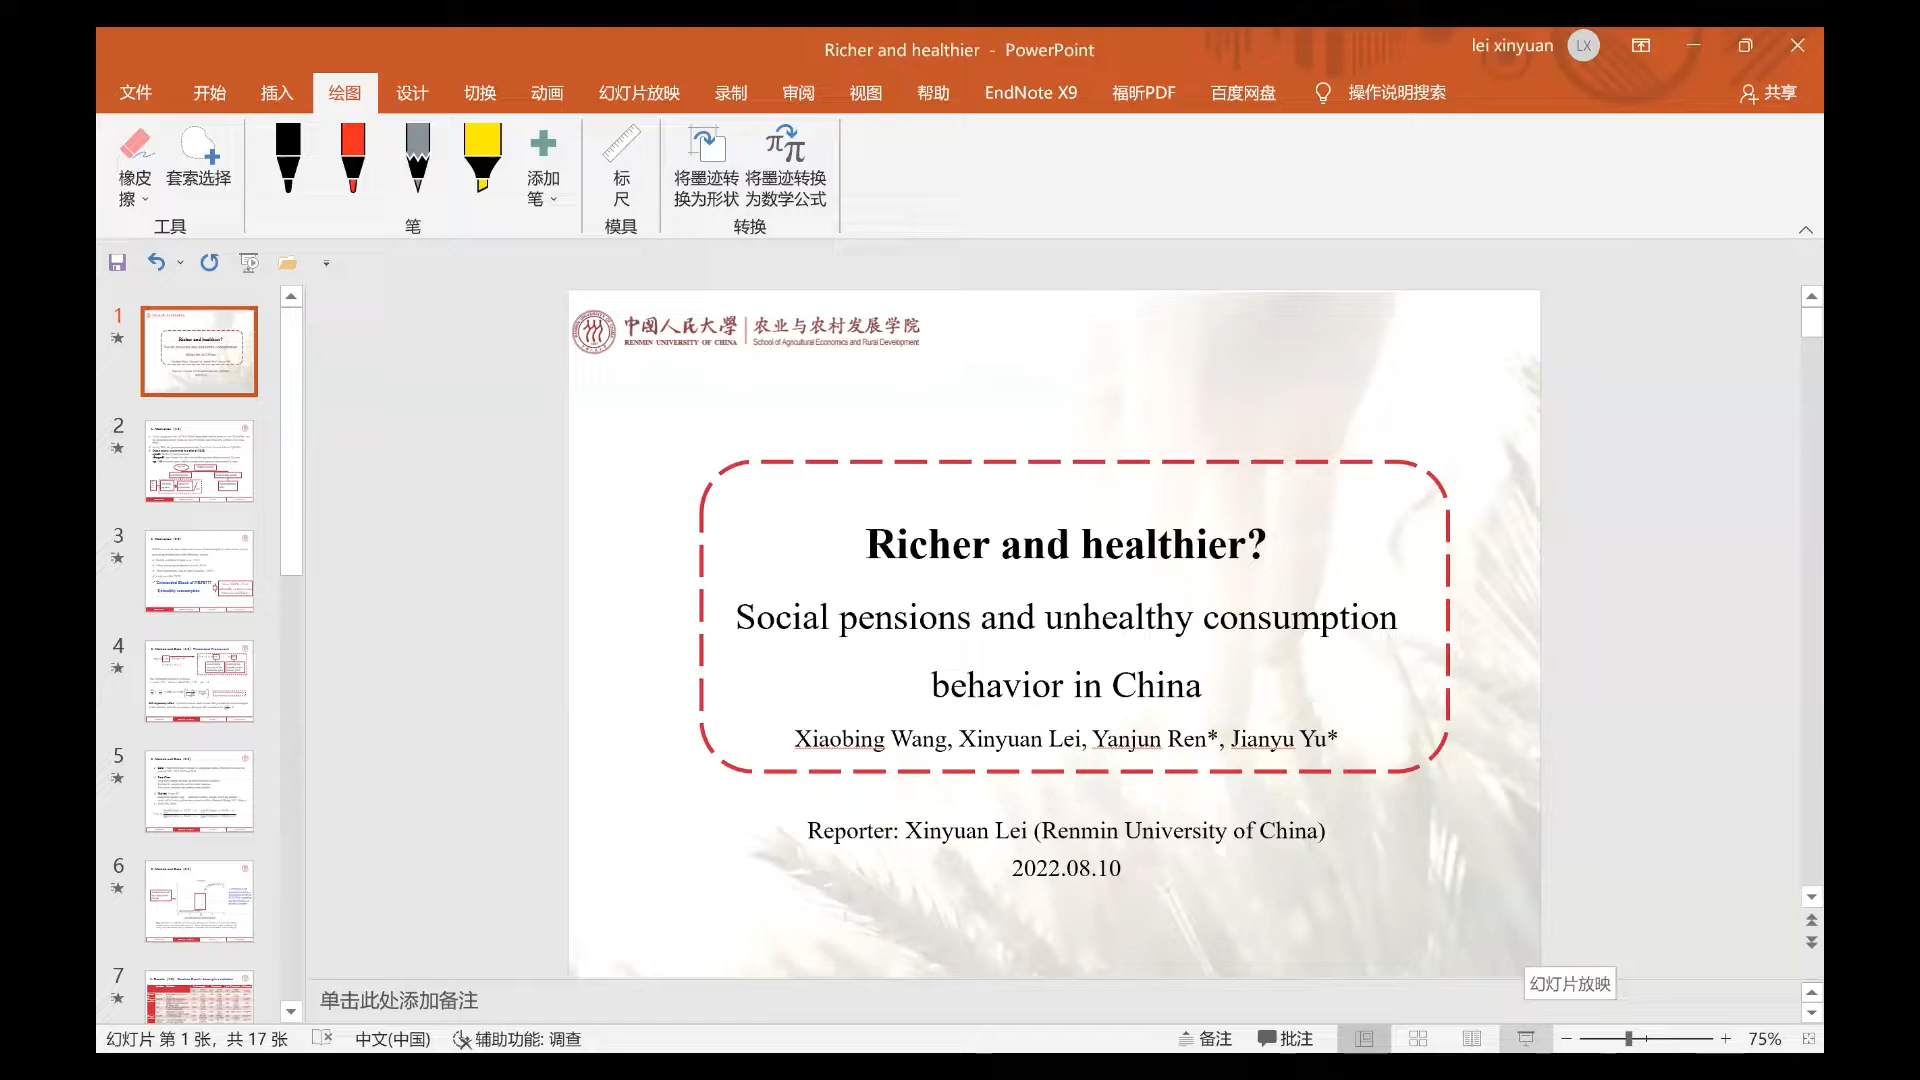 Richer and healthier - PowerPoint
lei xinyuan LX
文件 开始 插入 绘图 设计 切换 动画 幻灯片放映 录制 审阅 视图 帮助 EndNote X9 福昕PDF 百度网盘 操作说明搜索 共享
橡皮擦 套索选择 添加笔 标尺 将墨迹转换为形状 将墨迹转换为数学公式
工具 笔 模具 转换
1
2
3
4
5
6
7
中国人民大學 农业与农村发展学院
RENMIN UNIVERSITY OF CHINA School of Agricultural Economics and Rural Development
Richer and healthier?
Social pensions and unhealthy consumption
behavior in China
Xiaobing Wang, Xinyuan Lei, Yanjun Ren*, Jianyu Yu*
Reporter: Xinyuan Lei (Renmin University of China)
2022.08.10
幻灯片放映
单击此处添加备注
幻灯片 第 1 张，共 17 张 中文(中国) 辅助功能: 调查 备注 批注 75%